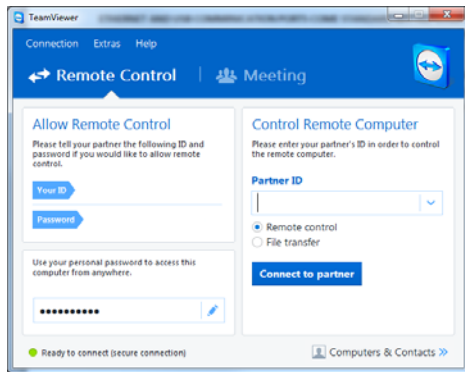 TeamViewer
Connection Extras Help
Remote Control
Meeting
Allow Remote Control
Please tell your partner the following ID and
password if you would like to allow remote
control.
Your ID
Password
Use your personal password to access this
computer from anywhere.
••••••••••
Ready to connect (secure connection)
Control Remote Computer
Please enter your partner's ID in order to control
the remote computer.
Partner ID
Remote control
File transfer
Connect to partner
Computers & Contacts